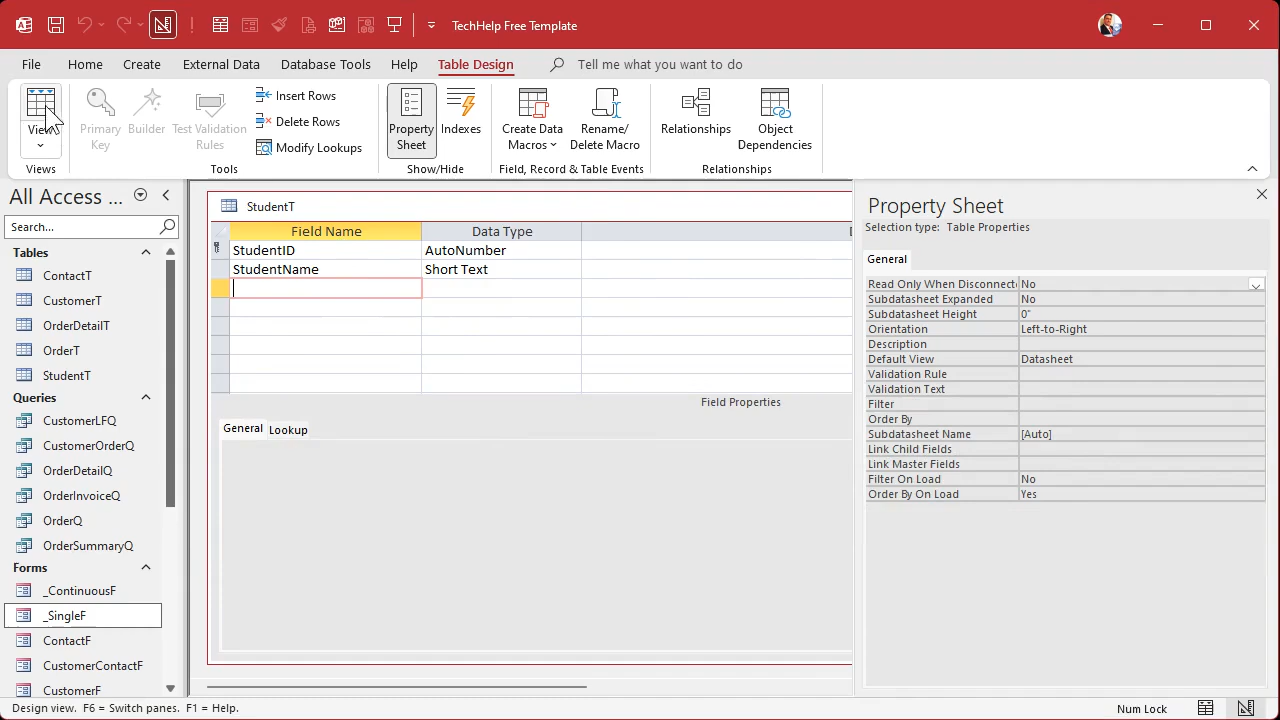 TechHelp Free Template
File Home Create External Data Database Tools Help Table Design Tell me what you want to do
View
Views
Primary Key
Builder
Test Validation Rules
Insert Rows
Delete Rows
Modify Lookups
Tools
Property Sheet
Indexes
Show/Hide
Create Data Macros
Rename/ Delete Macro
Field, Record & Table Events
Relationships
Object Dependencies
Relationships
All Access ...
Search...
Tables
ContactT
CustomerT
OrderDetailT
OrderT
StudentT
Queries
CustomerLFQ
CustomerOrderQ
OrderDetailQ
OrderInvoiceQ
OrderQ
OrderSummaryQ
Forms
_ContinuousF
_SingleF
ContactF
CustomerContactF
CustomerF
StudentT
Field Name Data Type
StudentID AutoNumber
StudentName Short Text
Field Properties
General Lookup
Property Sheet
Selection type: Table Properties
General
Read Only When Disconnecte No
Subdatasheet Expanded No
Subdatasheet Height 0"
Orientation Left-to-Right
Description
Default View Datasheet
Validation Rule
Validation Text
Filter
Order By
Subdatasheet Name [Auto]
Link Child Fields
Link Master Fields
Filter On Load No
Order By On Load Yes
Design view. F6 = Switch panes. F1 = Help.
Num Lock